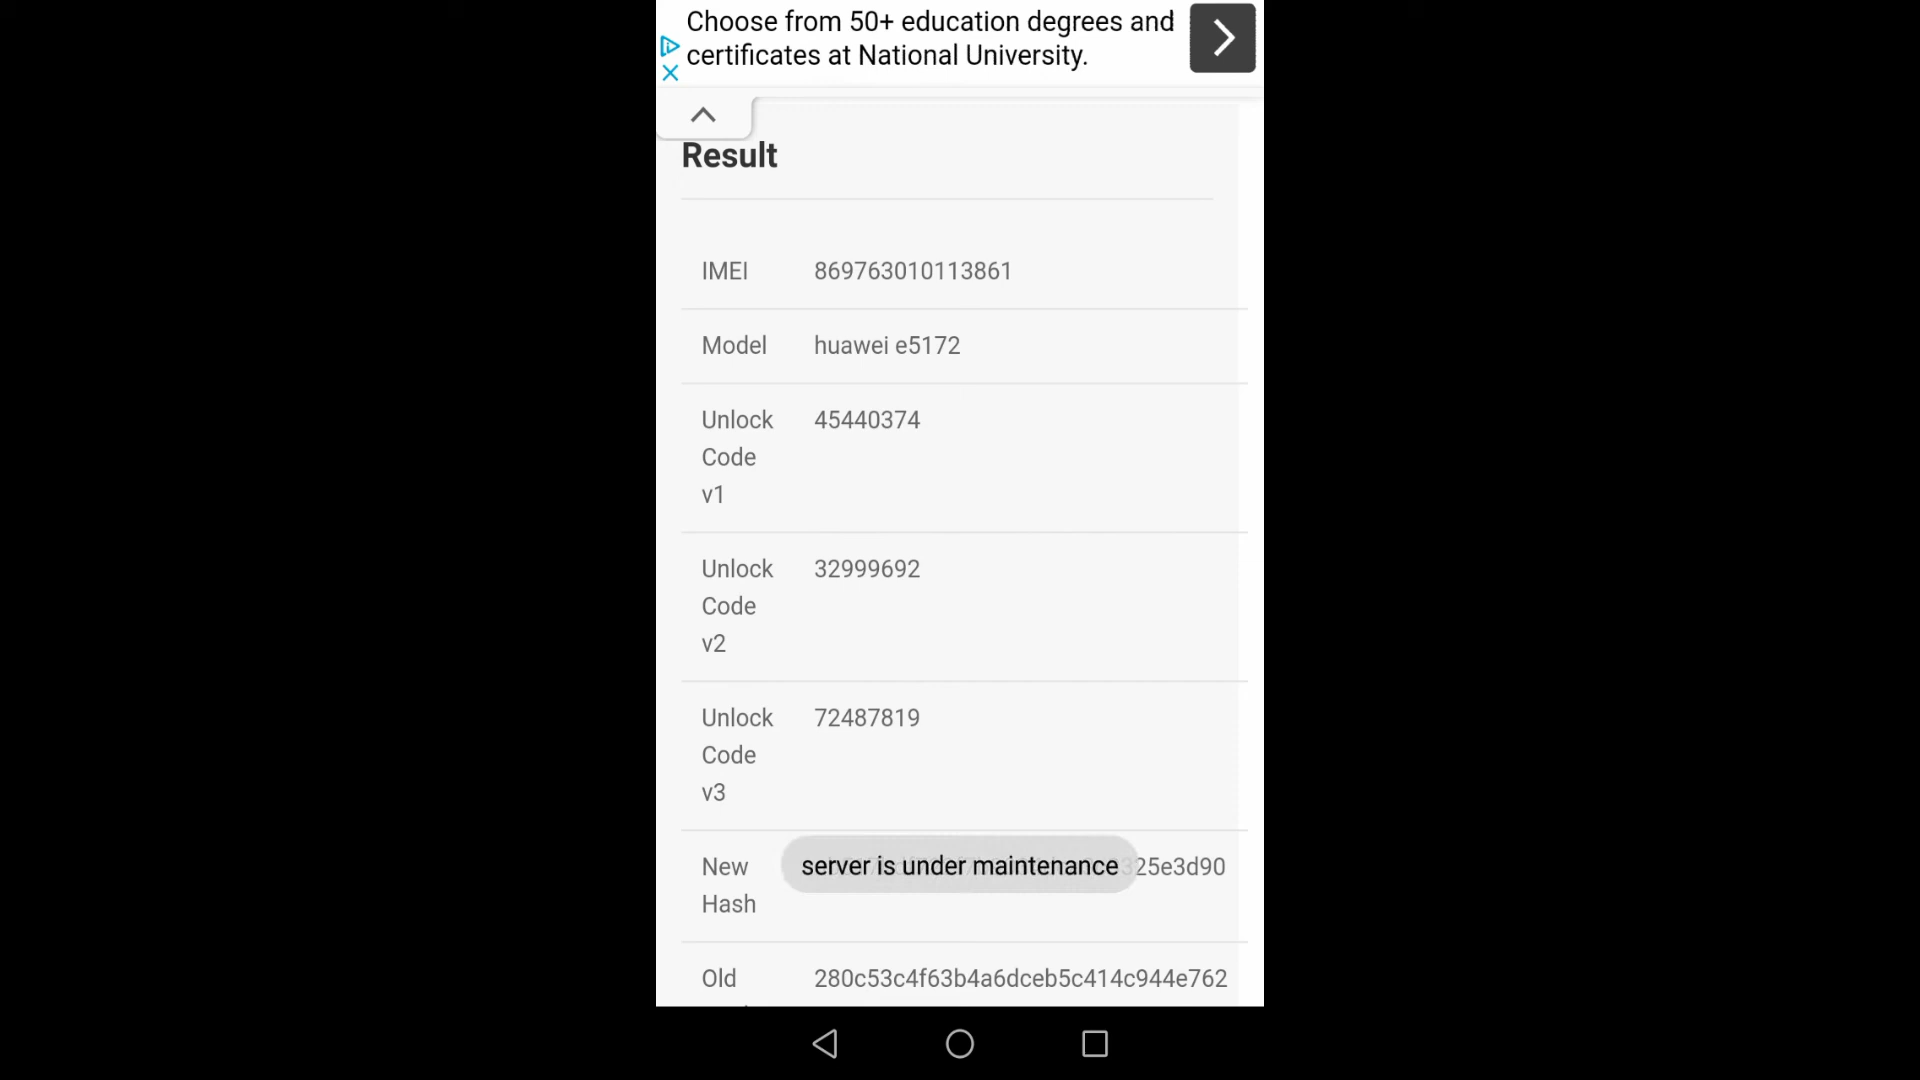 Choose from 50+ education degrees and
certificates at National University.
Result
IMEI 869763010113861
Model huawei e5172
Unlock 45440374
Code
v1
Unlock 32999692
Code
v2
Unlock 72487819
Code
v3
server is under maintenance
New 25e3d90
Hash
Old 280c53c4f63b4a6dceb5c414c944e762